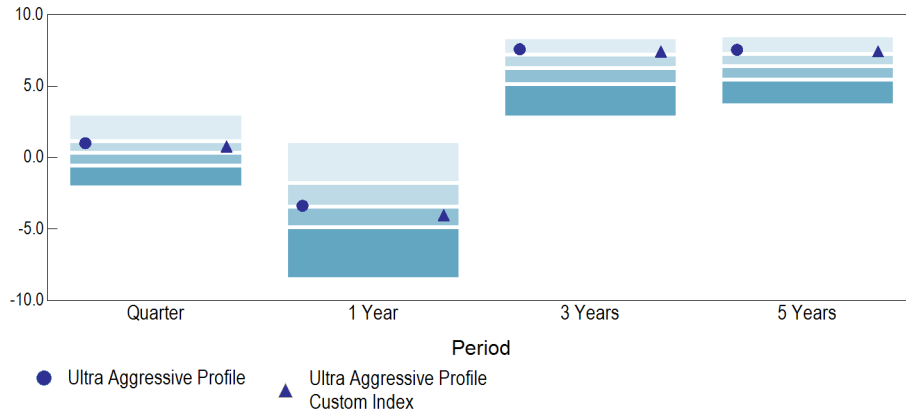 10.0
5.0
0.0
-5.0
-10.0
Quarter
1 Year
3 Years
5 Years
Period
Ultra Aggressive Profile
Ultra Aggressive Profile
Custom Index